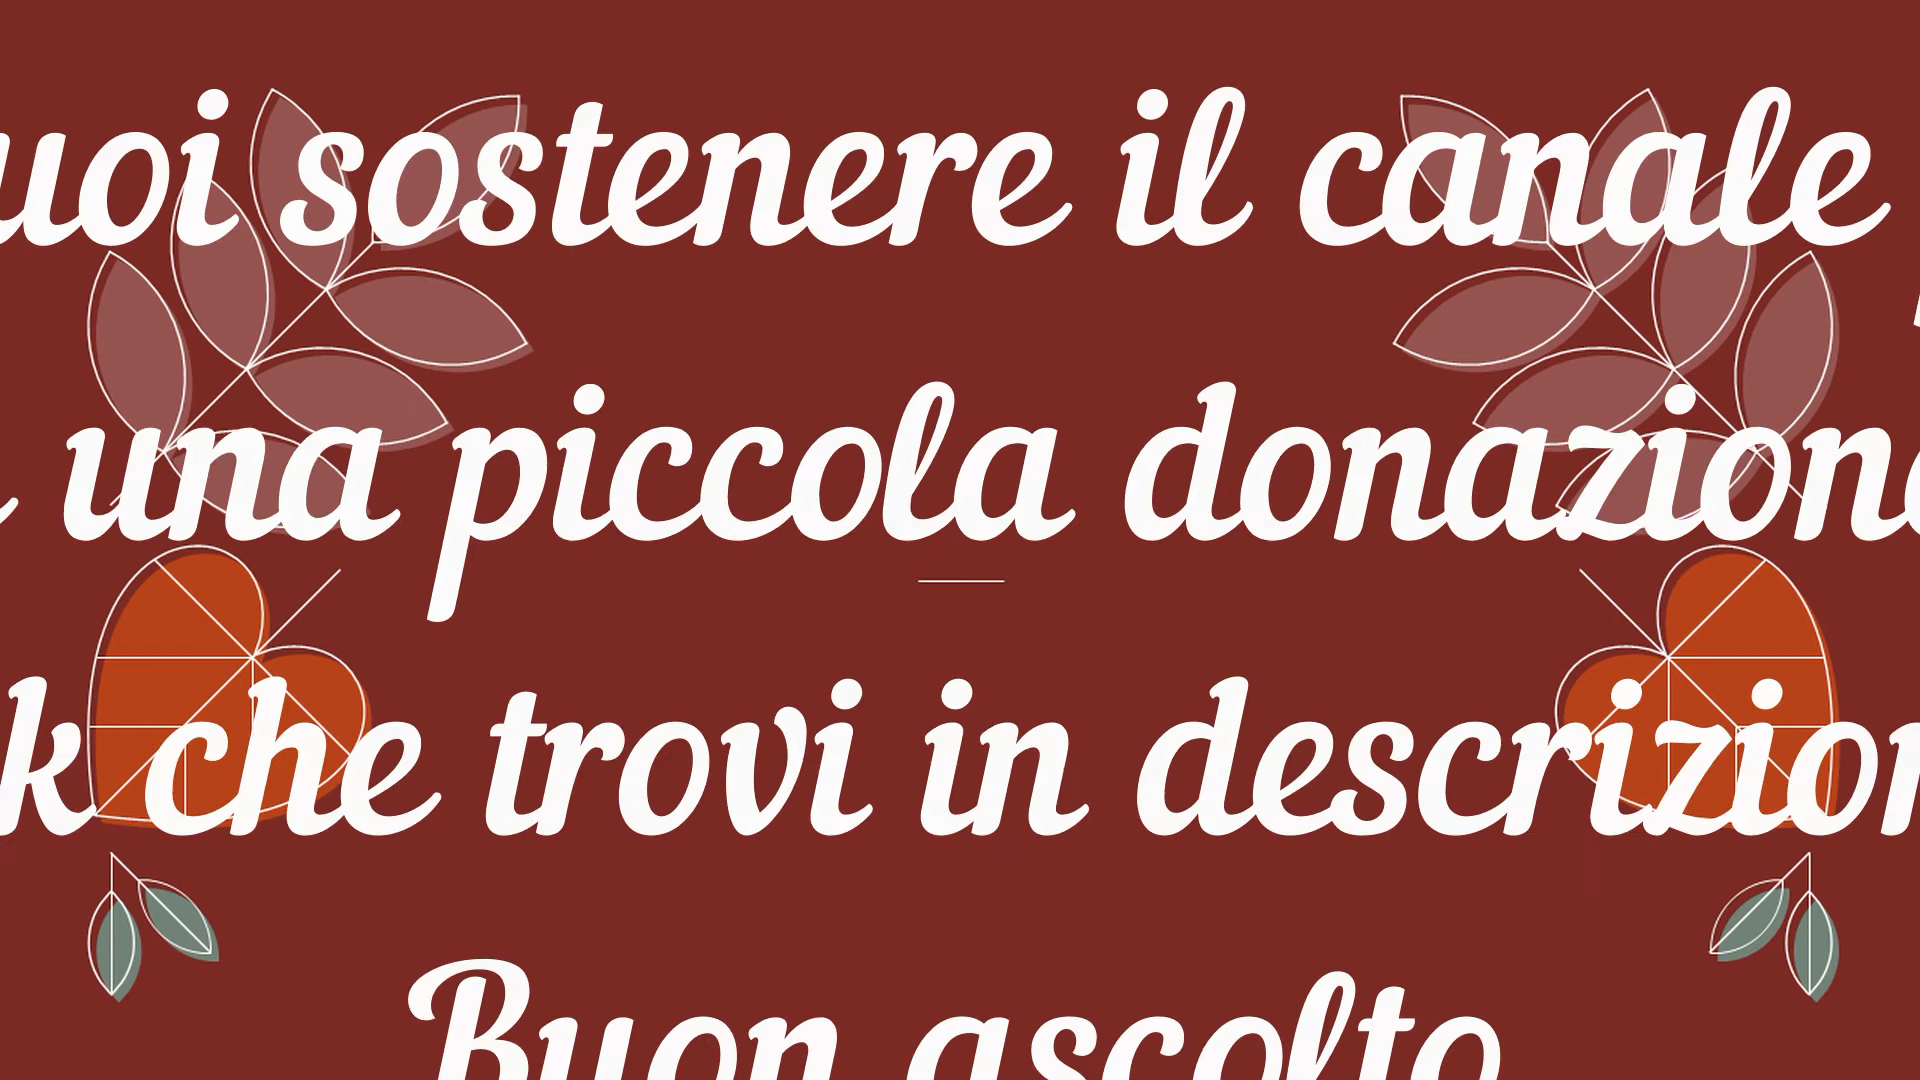 uoi sostenere il canale
una piccola donazion
k che trovi in descrizion
Buon ascolto